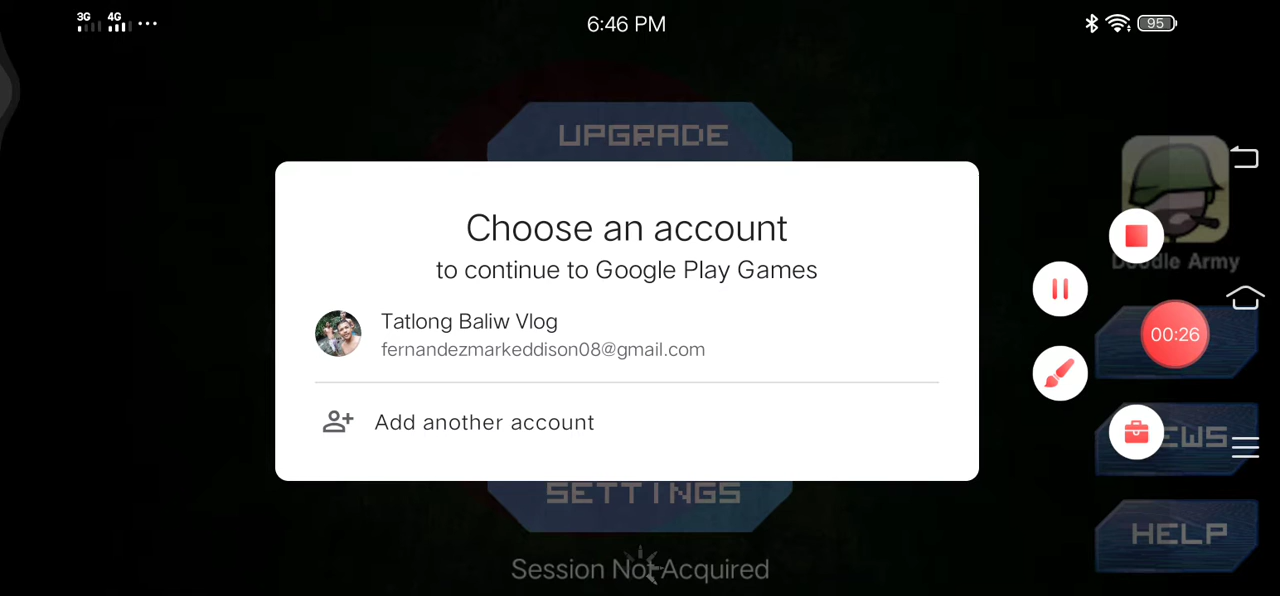 3G 4G
6:46 PM
95
UPGRADE
Choose an account
to continue to Google Play Games
Tatlong Baliw Vlog
fernandezmarkeddison08@gmail.com
Add another account
Doodle Army
00:26
EWS
SETTINGS
HELP
Session Not Acquired